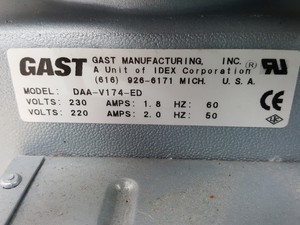 GAST
GAST MANUFACTURING, INC. (R)
A Unit of IDEX Corporation
(616) 926-6171 MICH. U.S.A.
MODEL: DAA-V174-ED
VOLTS: 230 AMPS: 1.8 HZ: 60
VOLTS: 220 AMPS: 2.0 HZ: 50
CE